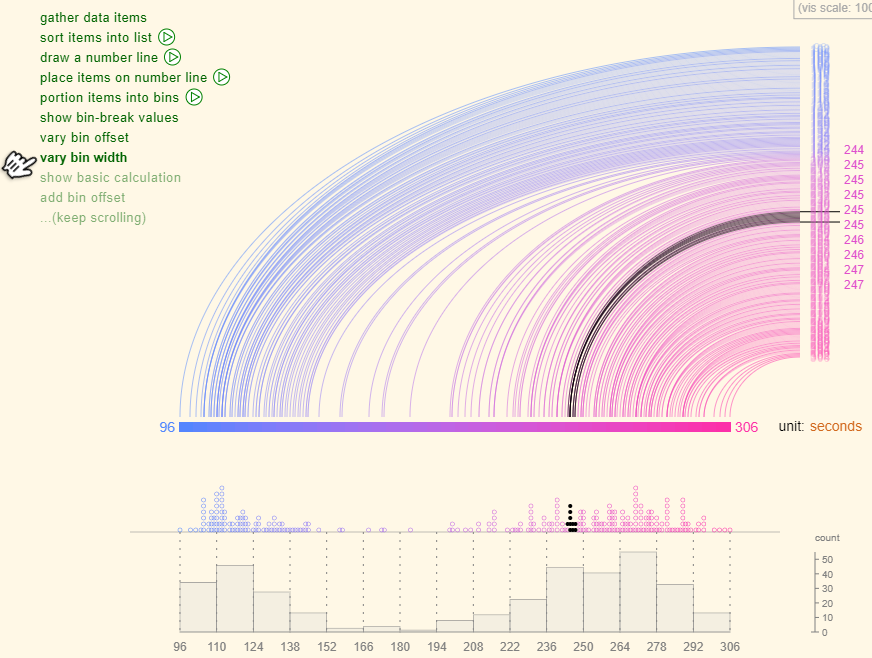 (vis scale: 100
gather data items
sort items into list
draw a number line
place items on number line
portion items into bins
show bin-break values
vary bin offset
vary bin width
show basic calculation
add bin offset
...(keep scrolling)
244
245
245
245
245
245
246
246
247
247
96
306
unit: seconds
count
50
40
30
20
10
0
96 110 124 138 152 166 180 194 208 222 236 250 264 278 292 306